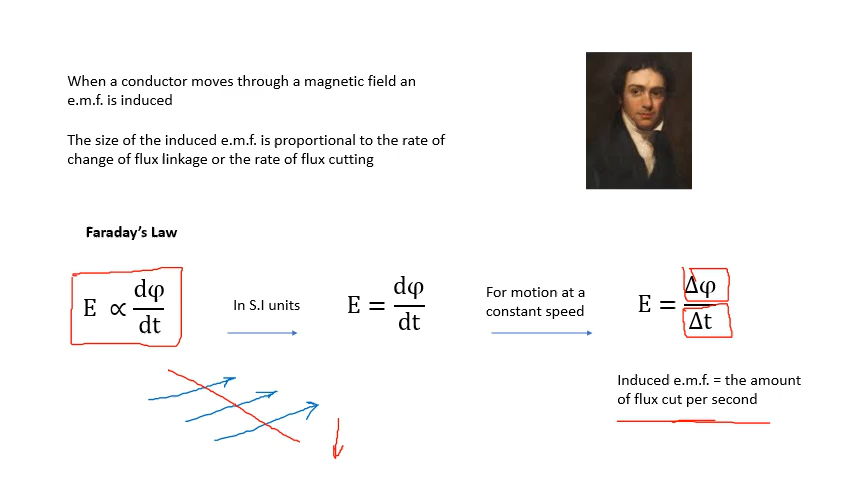 When a conductor moves through a magnetic field an
e.m.f. is induced
The size of the induced e.m.f. is proportional to the rate of
change of flux linkage or the rate of flux cutting
Faraday's Law
E ∝ dφ/dt
In S.I units
E = dφ/dt
For motion at a
constant speed
E = Δφ/Δt
Induced e.m.f. = the amount
of flux cut per second